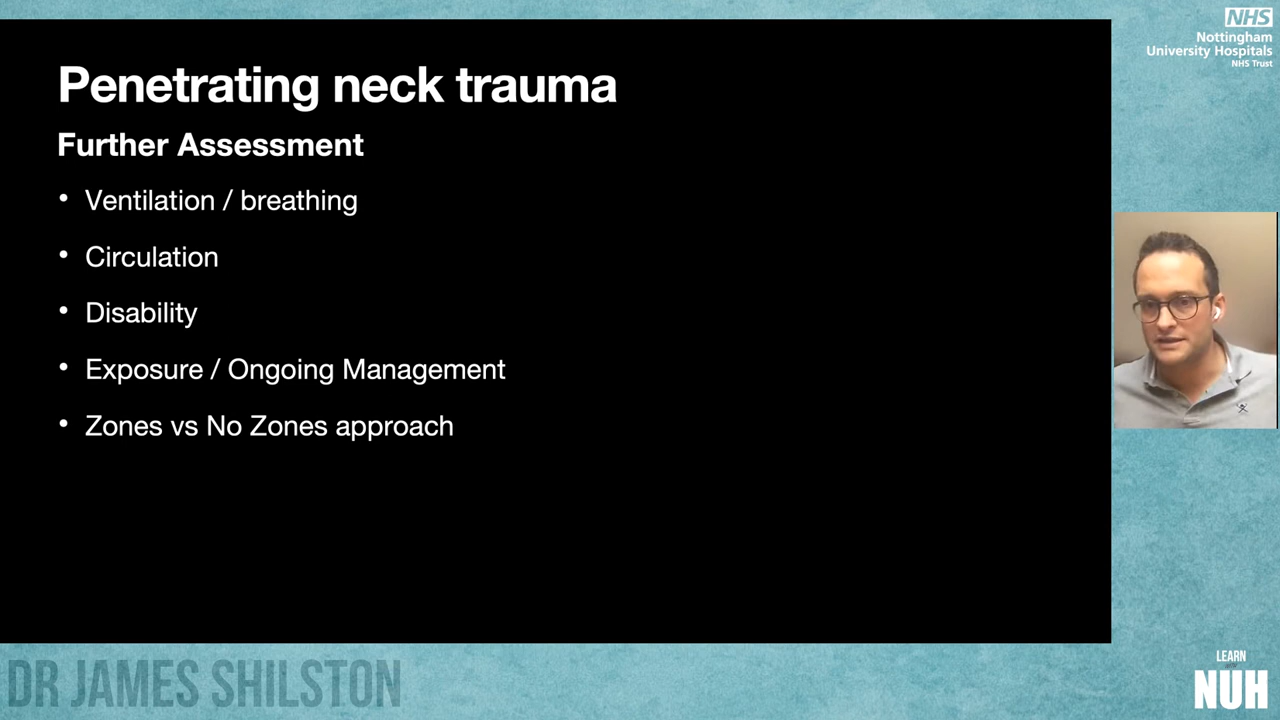 Penetrating neck trauma
Further Assessment
• Ventilation / breathing
• Circulation
• Disability
• Exposure / Ongoing Management
• Zones vs No Zones approach
NHS
Nottingham
University Hospitals
NHS Trust
DR JAMES SHILSTON
LEARN
NUH